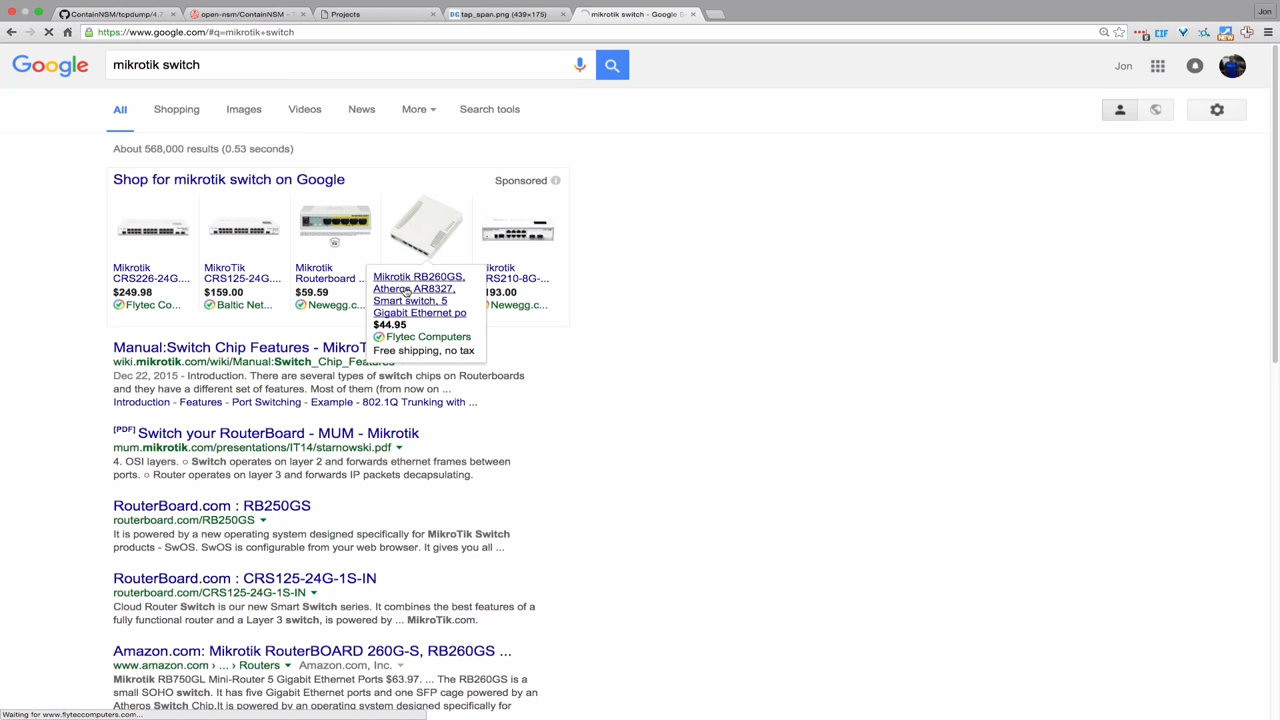 ContainNSM/tcpdump/4.7
open-nsm/ContainNSM - T
Projects
tap_span.png (439×175)
mikrotik switch - Google S
Jon
https://www.google.com/#q=mikrotik+switch
CIF
NEW
Google
mikrotik switch
Jon
All
Shopping
Images
Videos
News
More
Search tools
About 568,000 results (0.53 seconds)
Shop for mikrotik switch on Google
Sponsored
Mikrotik
CRS226-24G....
$249.98
Flytec Co...
MikroTik
CRS125-24G....
$159.00
Baltic Net...
Mikrotik
Routerboard ...
$59.59
Newegg.c...
Mikrotik RB260GS,
Atheros AR8327,
Smart switch, 5
Gigabit Ethernet po
$44.95
Flytec Computers
Free shipping, no tax
krotik
RS210-8G-...
93.00
Newegg.c...
Manual:Switch Chip Features - MikroT
wiki.mikrotik.com/wiki/Manual:Switch_Chip_Features
Dec 22, 2015 - Introduction. There are several types of switch chips on Routerboards
and they have a different set of features. Most of them (from now on ...
Introduction - Features - Port Switching - Example - 802.1Q Trunking with ...
[PDF] Switch your RouterBoard - MUM - Mikrotik
mum.mikrotik.com/presentations/IT14/starnowski.pdf
4. OSI layers. ○ Switch operates on layer 2 and forwards ethernet frames between
ports. ○ Router operates on layer 3 and forwards IP packets decapsulating.
RouterBoard.com : RB250GS
routerboard.com/RB250GS
It is powered by a new operating system designed specifically for MikroTik Switch
products - SwOS. SwOS is configurable from your web browser. It gives you all ...
RouterBoard.com : CRS125-24G-1S-IN
routerboard.com/CRS125-24G-1S-IN
Cloud Router Switch is our new Smart Switch series. It combines the best features of a
fully functional router and a Layer 3 switch, is powered by ... MikroTik.com.
Amazon.com: Mikrotik RouterBOARD 260G-S, RB260GS ...
www.amazon.com › ... › Routers Amazon.com, Inc.
Mikrotik RB750GL Mini-Router 5 Gigabit Ethernet Ports $63.97. ... The RB260GS is a
small SOHO switch. It has five Gigabit Ethernet ports and one SFP cage powered by an
Atheros Switch Chip.It is powered by an operating system designed specifically for
Waiting for www.flyteccomputers.com...